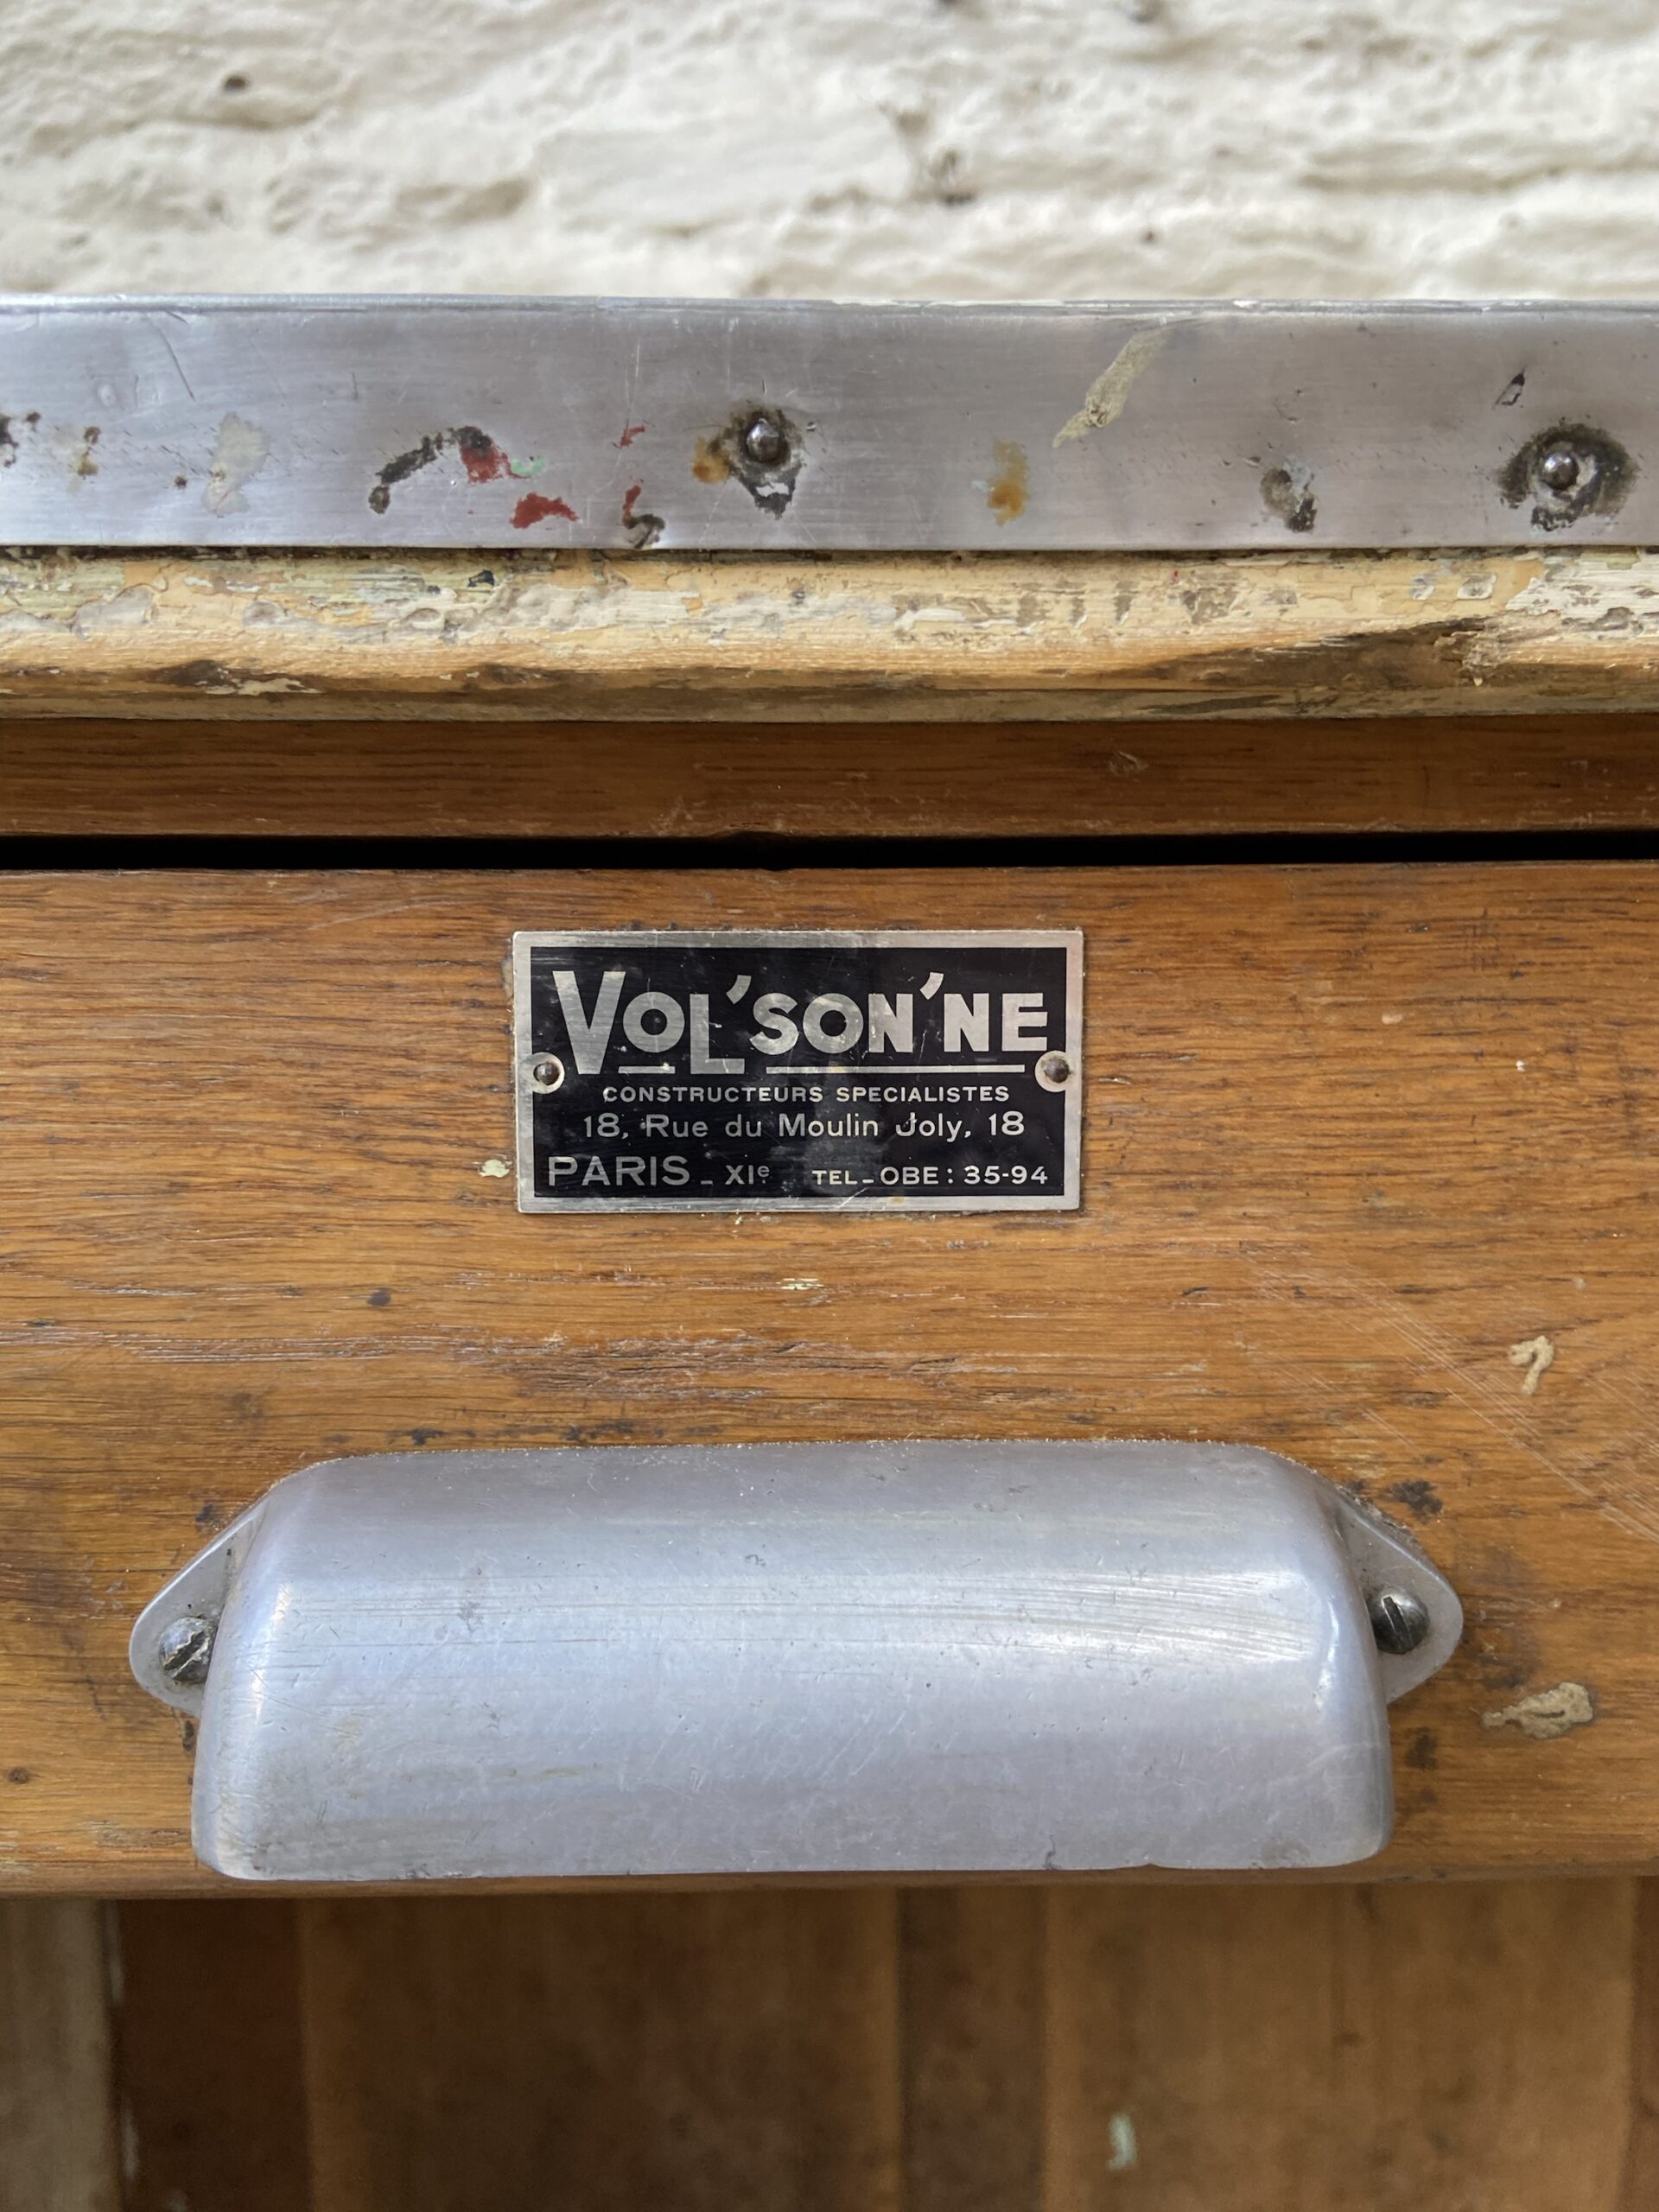 VOL'SON'NE
CONSTRUCTEURS SPECIALISTES
18, Rue du Moulin Joly, 18
PARIS _ XIe TEL _ OBE : 35-94